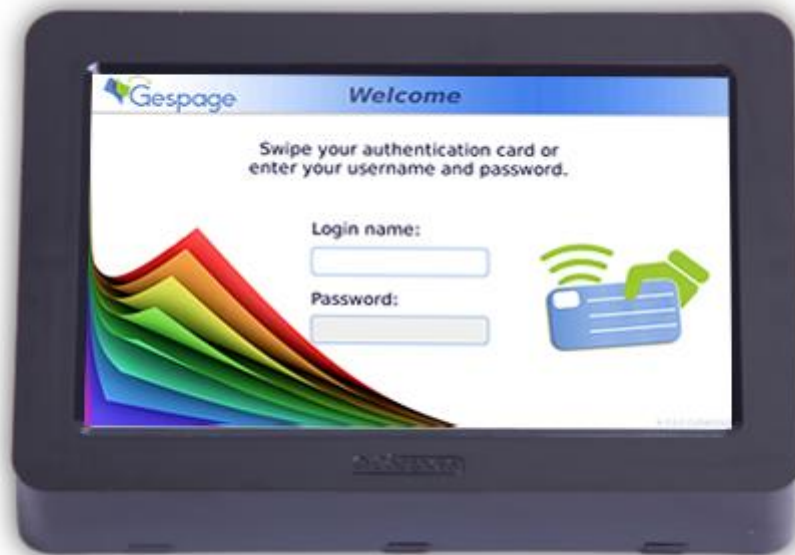 Gespage
Welcome
Swipe your authentication card or
enter your username and password.
Login name:
Password: